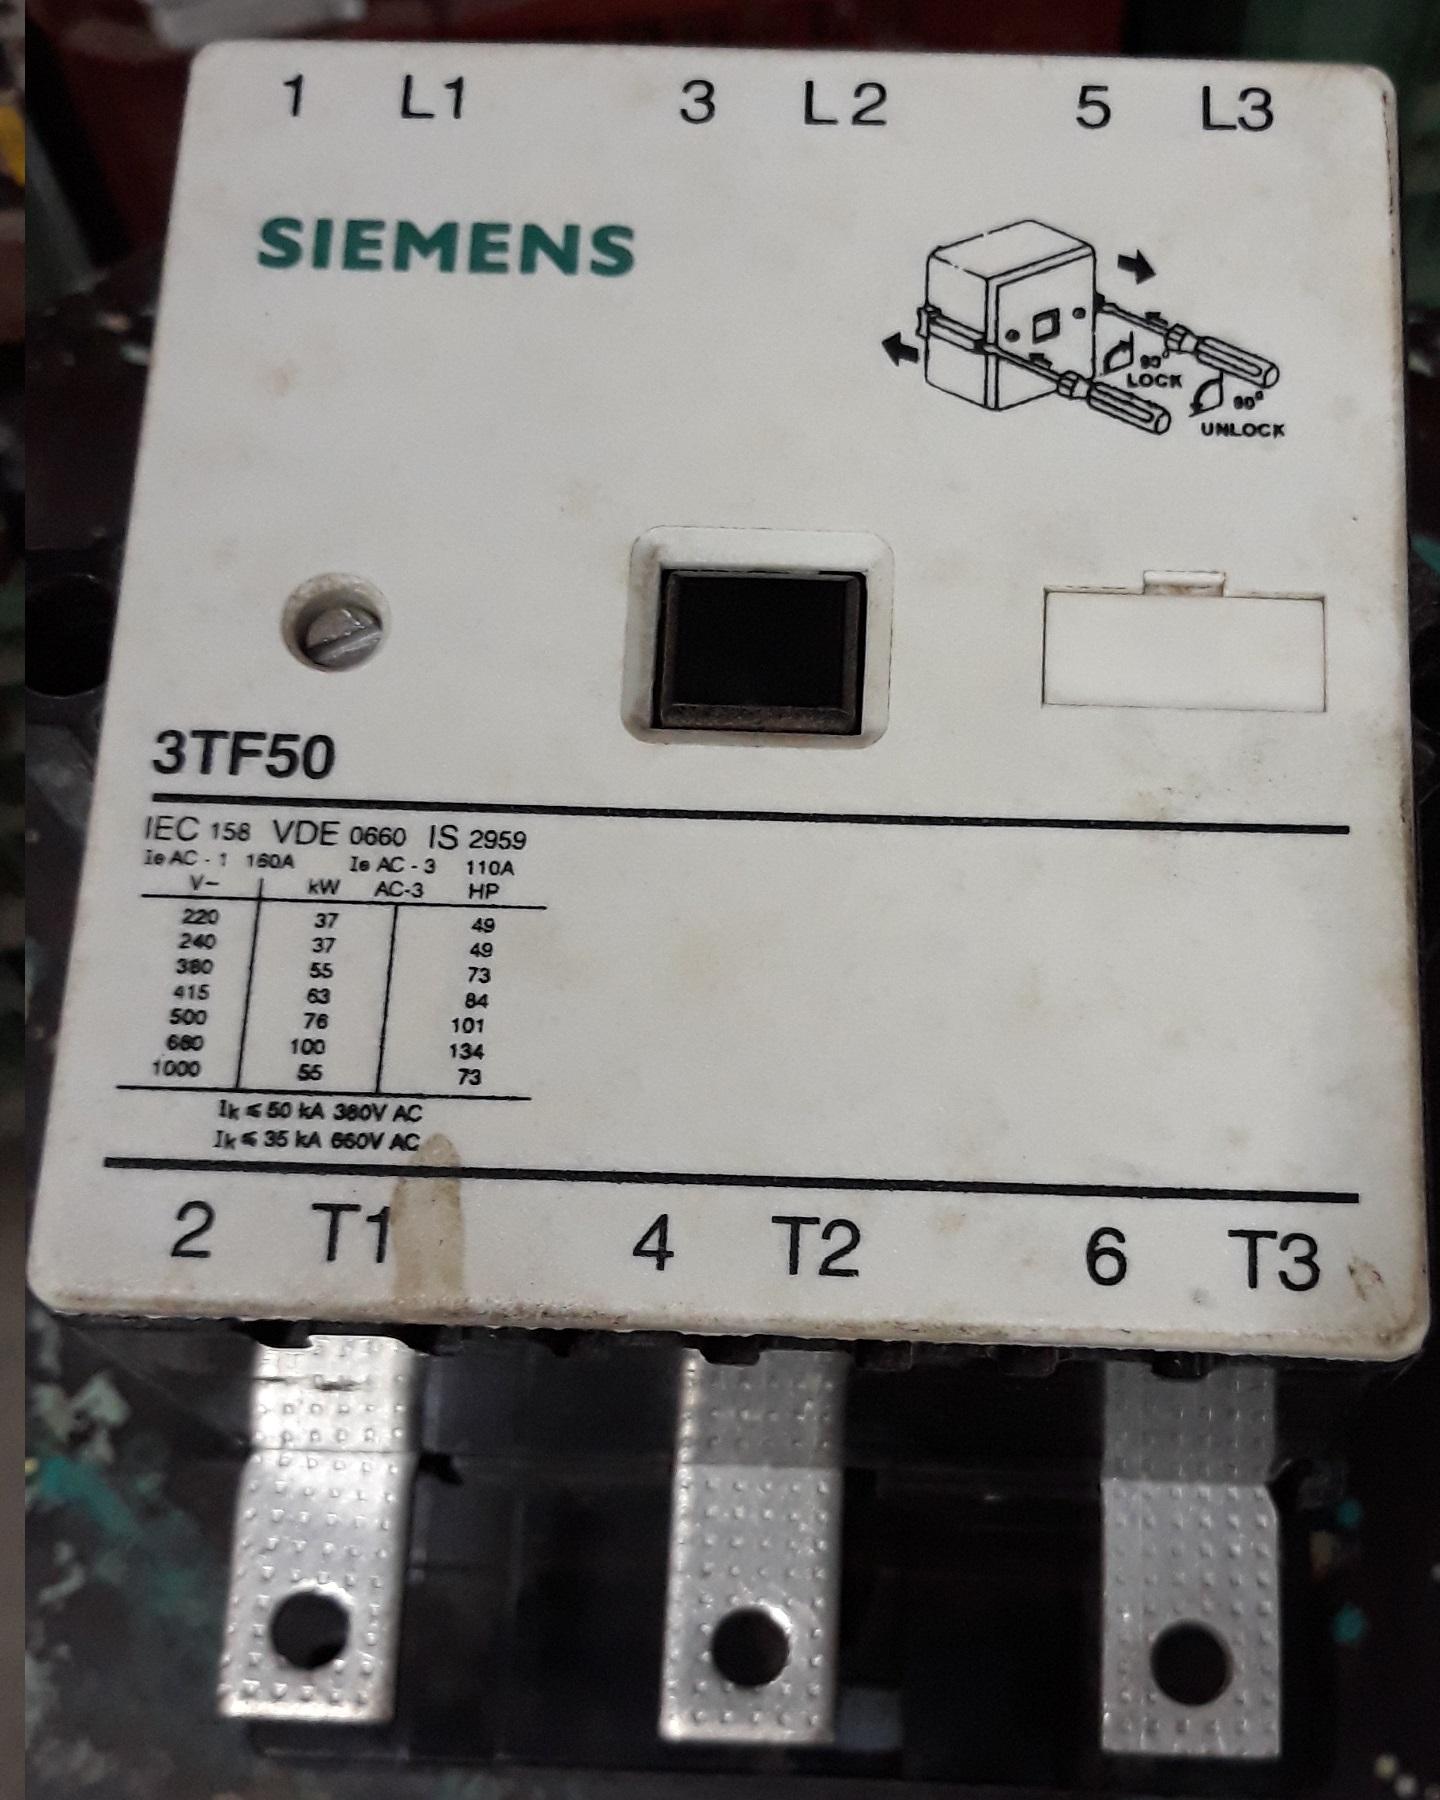 1 L1 3 L2 5 L3
SIEMENS
90°
LOCK
90°
UNLOCK
3TF50
IEC 158 VDE 0660 IS 2959
Ie AC - 1 160A Ie AC - 3 110A
V~ kW AC-3 HP
220 37 49
240 37 49
380 55 73
415 63 84
500 76 101
660 100 134
1000 55 73
Ik ≤ 50 kA 380V AC
Ik ≤ 35 kA 660V AC
2 T1 4 T2 6 T3